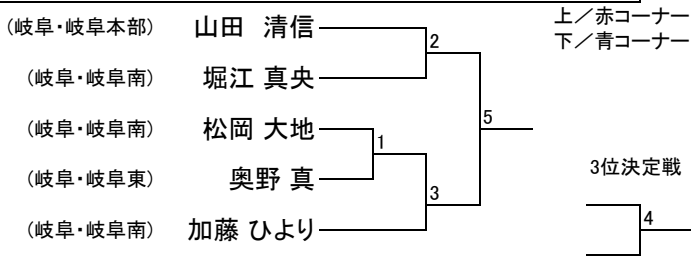 (岐阜・岐阜本部) 山田 清信
(岐阜・岐阜南) 堀江 真央
(岐阜・岐阜南) 松岡 大地
(岐阜・岐阜東) 奥野 真
(岐阜・岐阜南) 加藤 ひより
2
1
3
5
上／赤コーナー
下／青コーナー
3位決定戦
4